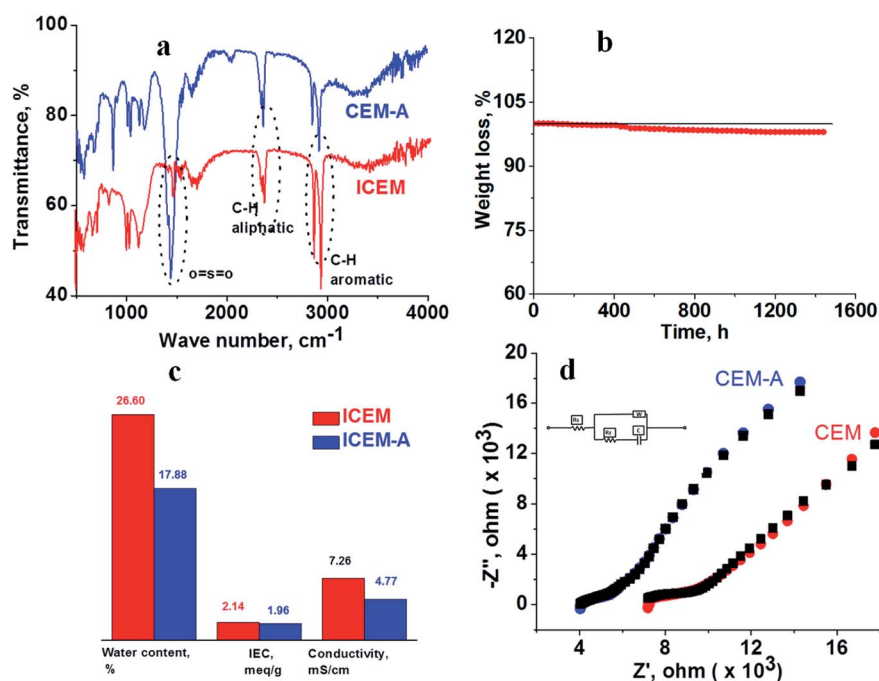 a
Transmittance, %
100
80
60
40
CEM-A
ICEM
C-H
aliphatic
C-H
aromatic
o=s=o
1000 2000 3000 4000
Wave number, cm-1
b
Weight loss, %
120
105
90
75
60
0 400 800 1200 1600
Time, h
c
26.60
17.88
ICEM
ICEM-A
2.14
1.96
7.26
4.77
Water content,
%
IEC,
meq/g
Conductivity,
mS/cm
d
-Z", ohm ( x 103)
20
16
12
8
4
0
CEM-A
CEM
Rs
W
C
4 8 12 16
Z', ohm ( x 103)